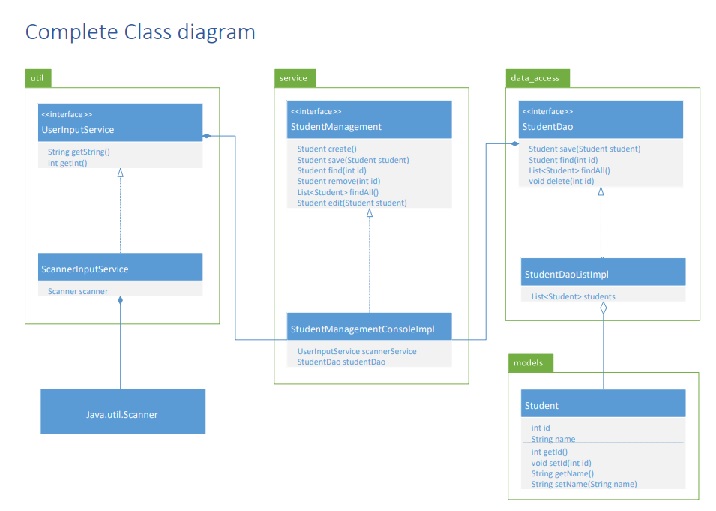 Complete Class diagram
util
<<interface>>
UserInputService
String getString()
int getInt()
ScannerInputService
Scanner scanner
Java.util.Scanner
service
<<interface>>
StudentManagement
Student create()
Student save(Student student)
Student find(int id)
Student remove(int id)
List<Student> findAll()
Student edit(Student student)
StudentManagementConsoleImpl
UserInputService scannerService
StudentDao studentDao
data_access
<<interface>>
StudentDao
Student save(Student student)
Student find(int id)
List<Student> findAll()
void delete(int id)
StudentDaoListImpl
List<Student> students
models
Student
int id
String name
int getId()
void setId(int id)
String getName()
String setName(String name)